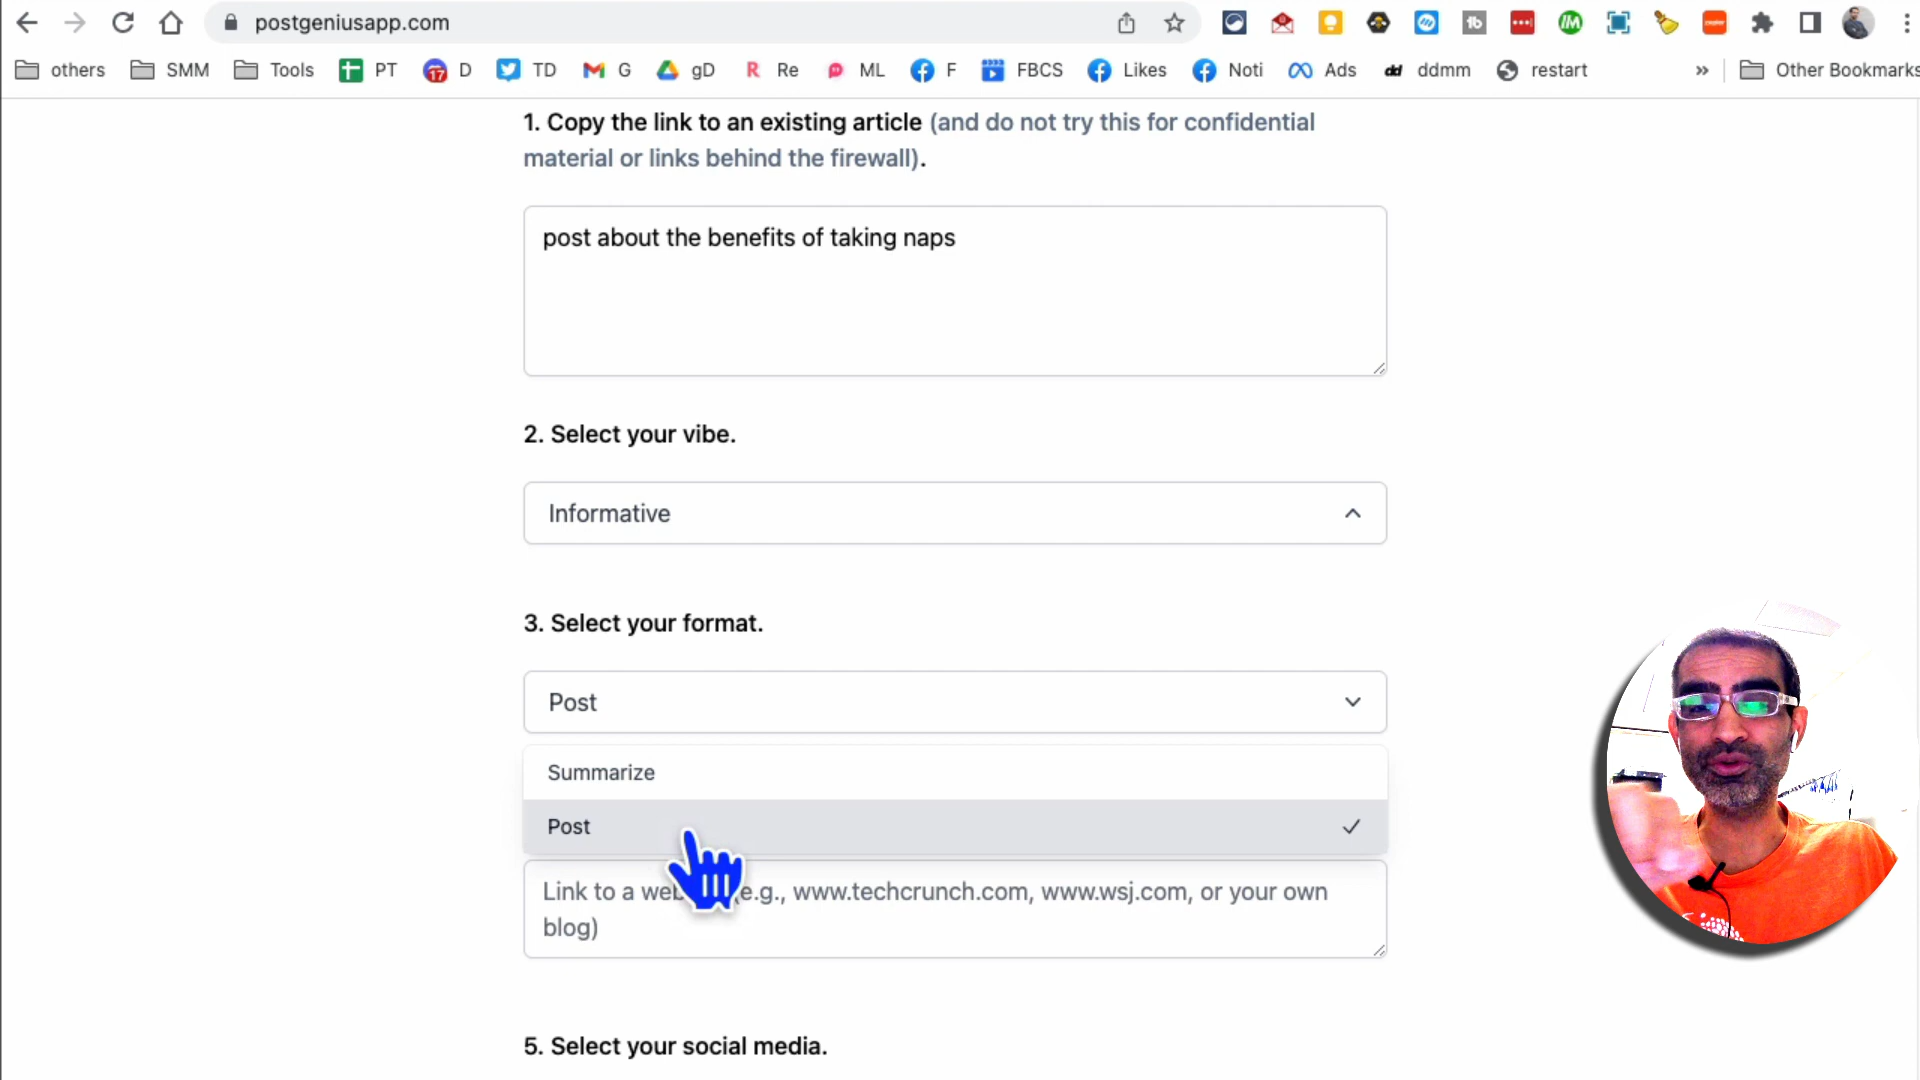 postgeniusapp.com
others SMM Tools PT 17 D TD G gD R Re ML F FBCS Likes Noti Ads dd ddmm restart » Other Bookmarks
1. Copy the link to an existing article (and do not try this for confidential
material or links behind the firewall).
post about the benefits of taking naps
2. Select your vibe.
Informative
3. Select your format.
Post
Summarize
Post
Link to a (e.g., www.techcrunch.com, www.wsj.com, or your own
blog)
5. Select your social media.